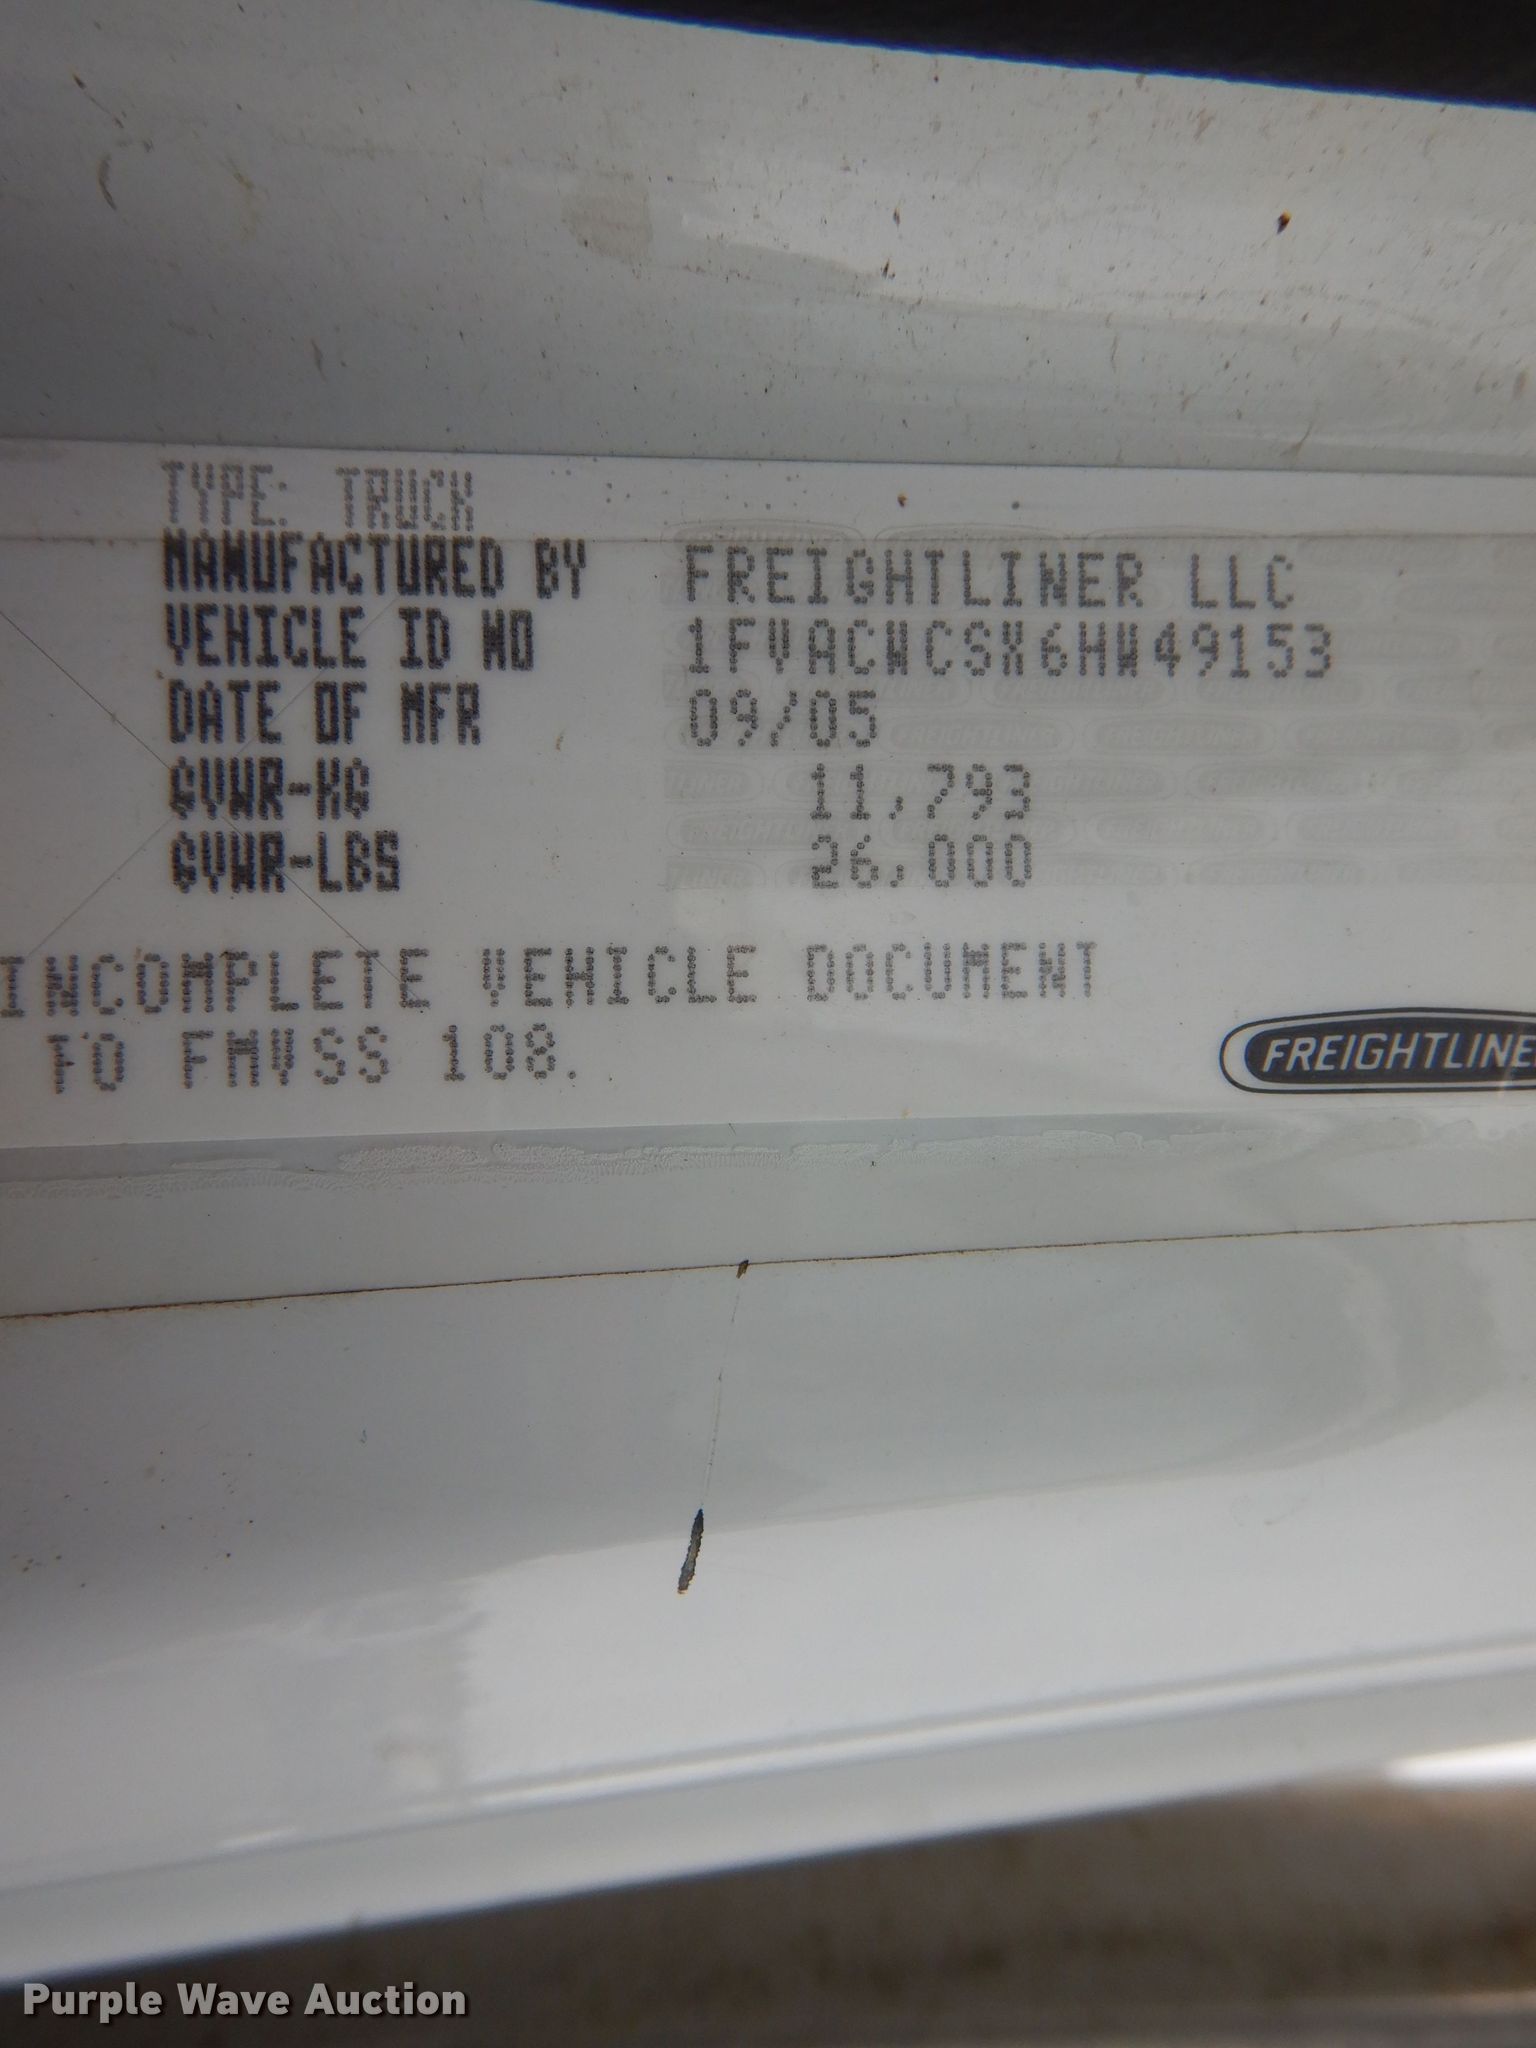 TYPE: TRUCK
MANUFACTURED BY FREIGHTLINER LLC
VEHICLE ID NO 1FVACWCSX6HW49153
DATE OF MFR 09/05
GVWR-KG 11,793
GVWR-LBS 26,000
INCOMPLETE VEHICLE DOCUMENT
TO FMVSS 108.
FREIGHTLINE
Purple Wave Auction